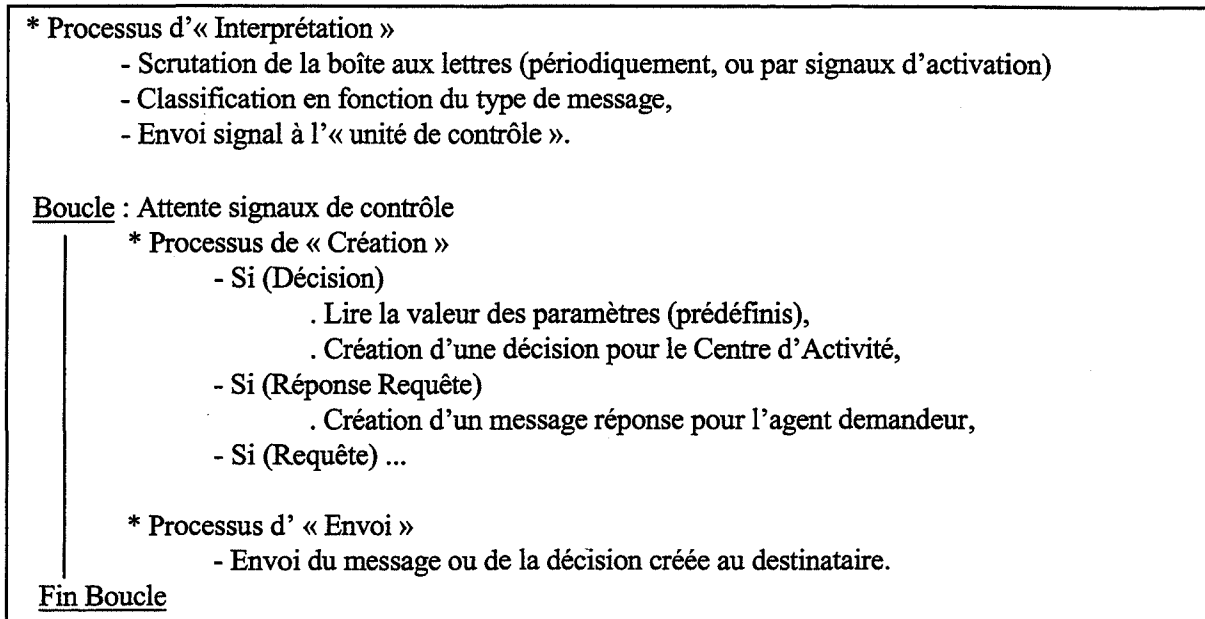 * Processus d'« Interprétation »
- Scrutation de la boîte aux lettres (périodiquement, ou par signaux d'activation)
- Classification en fonction du type de message,
- Envoi signal à l'« unité de contrôle ».
Boucle : Attente signaux de contrôle
* Processus de « Création »
- Si (Décision)
. Lire la valeur des paramètres (prédéfinis),
. Création d'une décision pour le Centre d'Activité,
- Si (Réponse Requête)
. Création d'un message réponse pour l'agent demandeur,
- Si (Requête) ...
* Processus d' « Envoi »
- Envoi du message ou de la décision créée au destinataire.
Fin Boucle